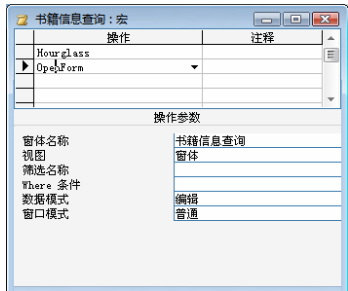 书籍信息查询 : 宏
操作 注释
Hourglass
OpenForm
操作参数
窗体名称 书籍信息查询
视图 窗体
筛选名称
Where 条件
数据模式 编辑
窗口模式 普通